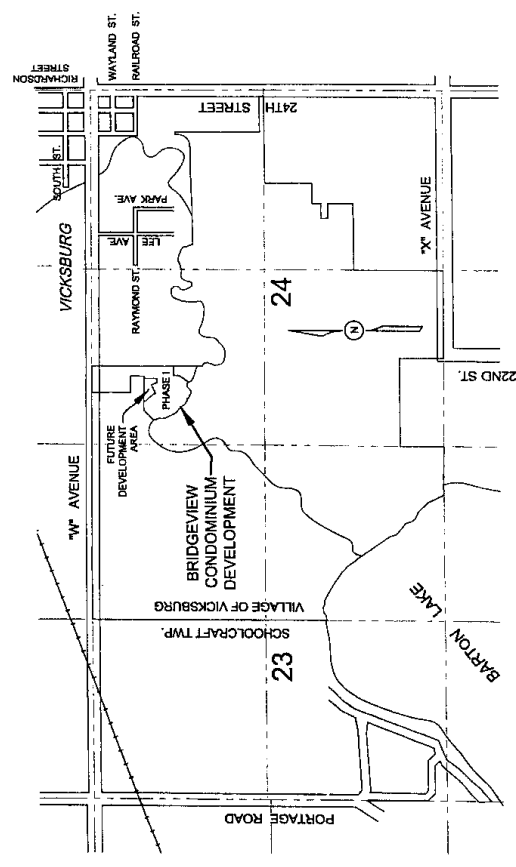 RICHARDSON
STREET
WAYLAND ST.
RAILROAD ST.
SOUTH ST.
VICKSBURG
PARK AVE.
LEE
AVE.
RAYMOND ST.
24TH
STREET
"W" AVENUE
FUTURE
DEVELOPMENT
AREA
PHASE I
24
N
"X" AVENUE
22ND ST.
BRIDGEVIEW
CONDOMINIUM
DEVELOPMENT
VILLAGE OF VICKSBURG
SCHOOLCRAFT TWP.
23
BARTON
LAKE
PORTAGE ROAD